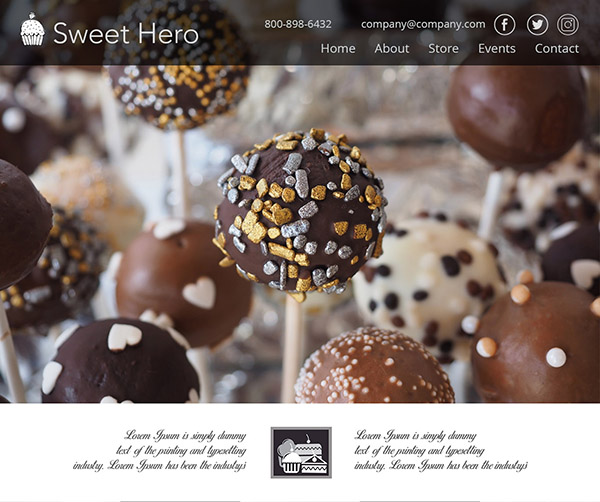 Sweet Hero
800-898-6432 company@company.com
Home About Store Events Contact
Lorem Ipsum is simply dummy
text of the printing and typesetting
industry. Lorem Ipsum has been the industrys
Lorem Ipsum is simply dummy
text of the printing and typesetting
industry. Lorem Ipsum has been the industrys